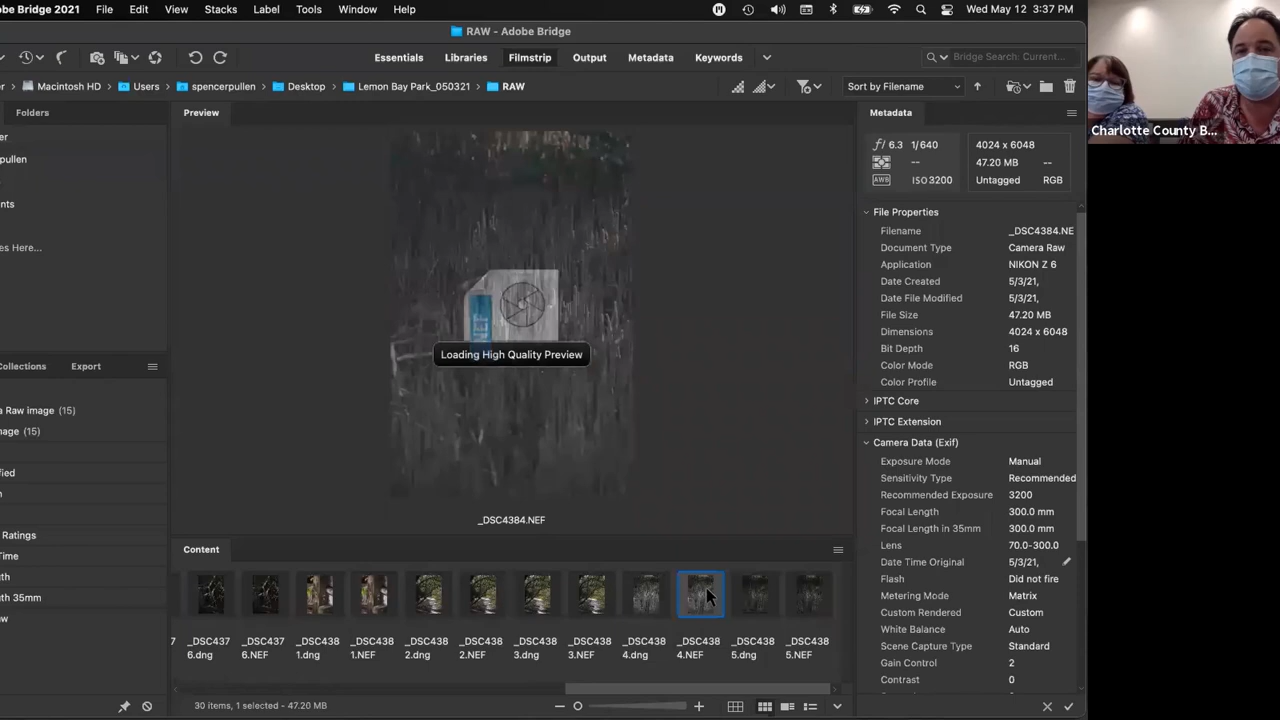 Adobe Bridge 2021 File Edit View Stacks Label Tools Window Help Wed May 12 3:37 PM
RAW - Adobe Bridge
Essentials Libraries Filmstrip Output Metadata Keywords Bridge Search: Current...
er Macintosh HD Users spencerpullen Desktop Lemon Bay Park_050321 RAW Sort by Filename
Folders
er
pullen
nts
es Here...
ollections Export
a Raw image (15)
mage (15)
fied
n
Ratings
Time
th
th 35mm
w
Preview
NEF
Loading High Quality Preview
_DSC4384.NEF
Content
7 _DSC437 _DSC437 _DSC438 _DSC438 _DSC438 _DSC438 _DSC438 _DSC438 _DSC438 _DSC438 _DSC438 _DSC438
6.dng 6.NEF 1.dng 1.NEF 2.dng 2.NEF 3.dng 3.NEF 4.dng 4.NEF 5.dng 5.NEF
30 items, 1 selected - 47.20 MB
Metadata
f/ 6.3 1/640 4024 x 6048
-- 47.20 MB --
AWB ISO3200 Untagged RGB
File Properties
Filename _DSC4384.NE
Document Type Camera Raw
Application NIKON Z 6
Date Created 5/3/21,
Date File Modified 5/3/21,
File Size 47.20 MB
Dimensions 4024 x 6048
Bit Depth 16
Color Mode RGB
Color Profile Untagged
IPTC Core
IPTC Extension
Camera Data (Exif)
Exposure Mode Manual
Sensitivity Type Recommended
Recommended Exposure 3200
Focal Length 300.0 mm
Focal Length in 35mm 300.0 mm
Lens 70.0-300.0
Date Time Original 5/3/21,
Flash Did not fire
Metering Mode Matrix
Custom Rendered Custom
White Balance Auto
Scene Capture Type Standard
Gain Control 2
Contrast 0
Charlotte County B...